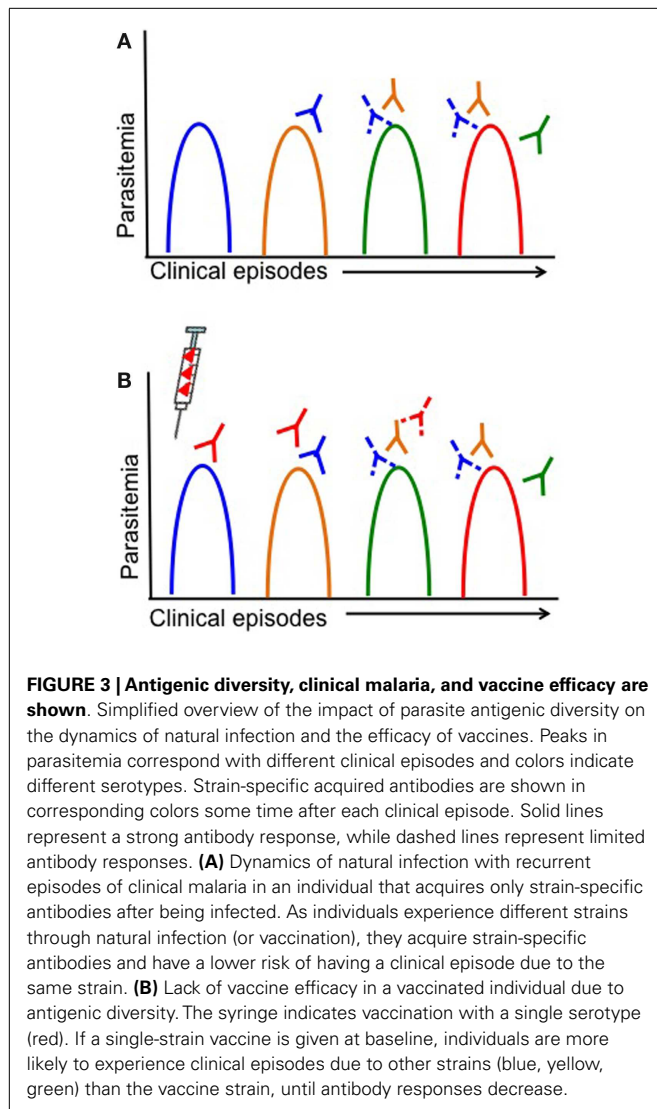 A
Parasitemia
Clinical episodes
B
Parasitemia
Clinical episodes
FIGURE 3 | Antigenic diversity, clinical malaria, and vaccine efficacy are
shown. Simplified overview of the impact of parasite antigenic diversity on
the dynamics of natural infection and the efficacy of vaccines. Peaks in
parasitemia correspond with different clinical episodes and colors indicate
different serotypes. Strain-specific acquired antibodies are shown in
corresponding colors some time after each clinical episode. Solid lines
represent a strong antibody response, while dashed lines represent limited
antibody responses. (A) Dynamics of natural infection with recurrent
episodes of clinical malaria in an individual that acquires only strain-specific
antibodies after being infected. As individuals experience different strains
through natural infection (or vaccination), they acquire strain-specific
antibodies and have a lower risk of having a clinical episode due to the
same strain. (B) Lack of vaccine efficacy in a vaccinated individual due to
antigenic diversity. The syringe indicates vaccination with a single serotype
(red). If a single-strain vaccine is given at baseline, individuals are more
likely to experience clinical episodes due to other strains (blue, yellow,
green) than the vaccine strain, until antibody responses decrease.